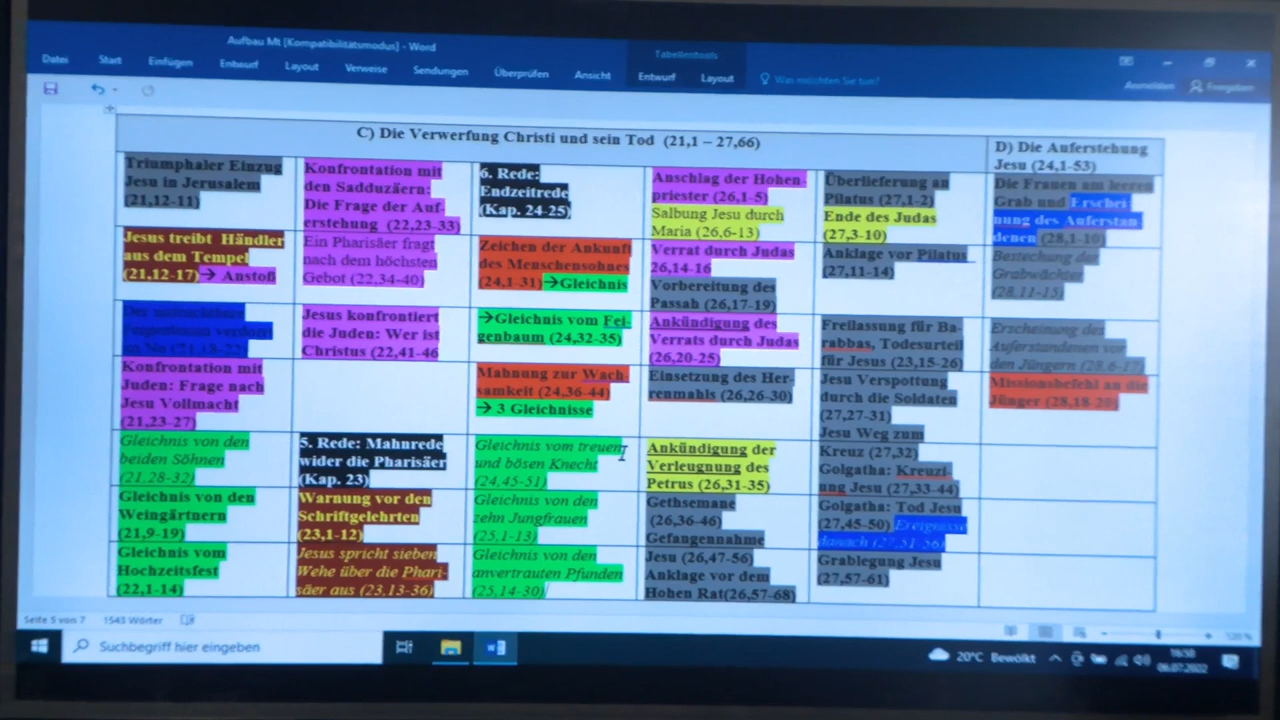 Aufbau Mt [Kompatibilitätsmodus] - Word
Tabellentools
Datei Start Einfügen Entwurf Layout Verweise Sendungen Überprüfen Ansicht Entwurf Layout Was möchten Sie tun?
Anmelden Freigeben
C) Die Verwerfung Christi und sein Tod (21,1 – 27,66)
D) Die Auferstehung
Jesu (24,1-53)
Triumphaler Einzug
Jesu in Jerusalem
(21,12-11)
Jesus treibt Händler
aus dem Tempel
(21,12-17) → Anstoß
Konfrontation mit
Juden: Frage nach
Jesu Vollmacht
(21,23-27)
Gleichnis von den
beiden Söhnen
(21,28-32)
Gleichnis von den
Weingärtnern
(21,9-19)
Gleichnis vom
Hochzeitsfest
(22,1-14)
Konfrontation mit
den Sadduzäern:
Die Frage der Auf-
erstehung (22,23-33)
Ein Pharisäer fragt
nach dem höchsten
Gebot (22,34-40)
Jesus konfrontiert
die Juden: Wer ist
Christus (22,41-46
5. Rede: Mahnrede
wider die Pharisäer
(Kap. 23)
Warnung vor den
Schriftgelehrten
(23,1-12)
Jesus spricht sieben
Wehe über die Phari-
säer aus (23,13-36)
6. Rede:
Endzeitrede
(Kap. 24-25)
Zeichen der Ankunft
des Menschensohnes
(24,1-31) →Gleichnis
→Gleichnis vom Fei-
genbaum (24,32-35)
Mahnung zur Wach-
samkeit (24,36-44)
→ 3 Gleichnisse
Gleichnis vom treuen
und bösen Knecht
(24,45-51)
Gleichnis von den
zehn Jungfrauen
(25,1-13)
Gleichnis von den
anvertrauten Pfunden
(25,14-30)
Anschlag der Hohen-
priester (26,1-5)
Salbung Jesu durch
Maria (26,6-13)
Verrat durch Judas
26,14-16
Vorbereitung des
Passah (26,17-19)
Ankündigung des
Verrats durch Judas
(26,20-25)
Einsetzung des Her-
renmahls (26,26-30)
Ankündigung der
Verleugnung des
Petrus (26,31-35)
Gethsemane
(26,36-46)
Gefangennahme
Jesu (26,47-56)
Anklage vor dem
Hohen Rat(26,57-68)
Überlieferung an
Pilatus (27,1-2)
Ende des Judas
(27,3-10)
Anklage vor Pilatus
(27,11-14)
Freilassung für Ba-
rabbas, Todesurteil
für Jesus (23,15-26)
Jesu Verspottung
durch die Soldaten
(27,27-31)
Jesu Weg zum
Kreuz (27,32)
Golgatha: Kreuzi-
ung Jesu (27,33-44)
Golgatha: Tod Jesu
(27,45-50) Ereignisse
danach (27,51-56)
Grablegung Jesu
(27,57-61)
Die Frauen am leeren
Grab und Erschei-
nung des Auferstan-
denen (28,1-10)
Bestechung der
Grabwächter
(28,11-15)
Erscheinung des
Auferstandenen vor
den Jüngern (28,6-17)
Missionsbefehl an die
Jünger (28,18-20)
Seite 5 von 7 1543 Wörter
120 %
Suchbegriff hier eingeben
20°C Bewölkt
16:50
06.07.2022